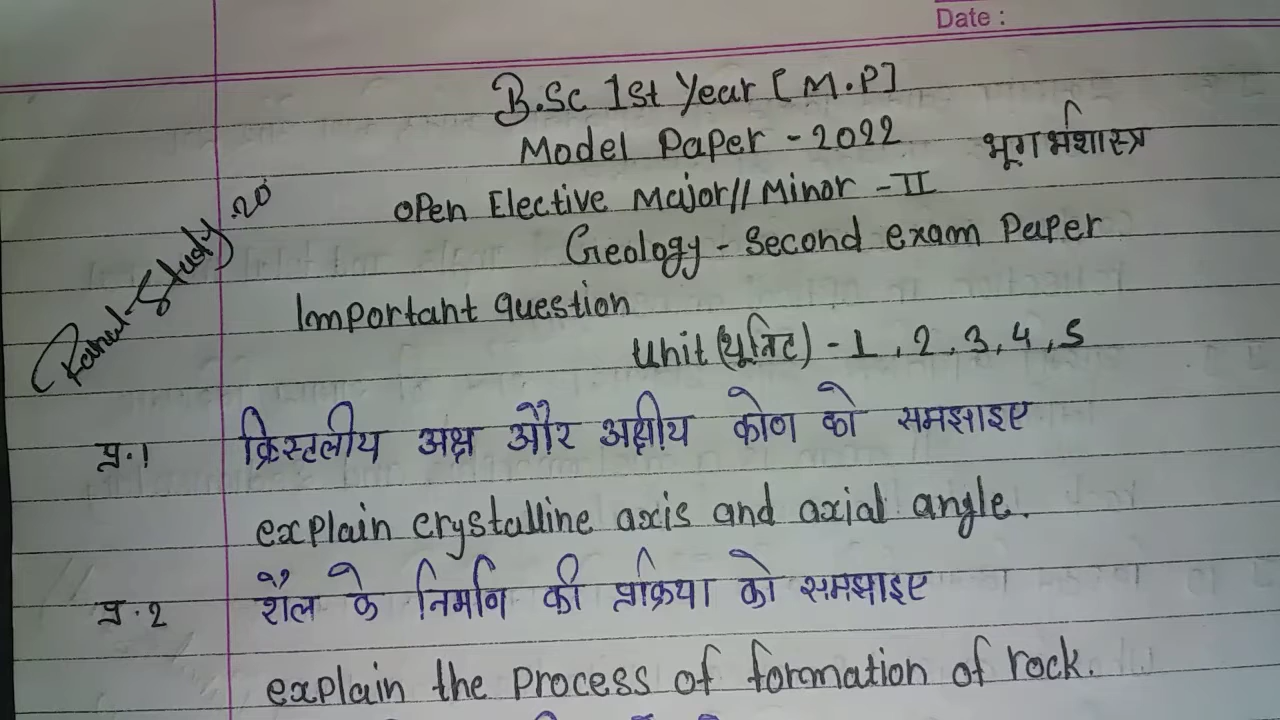 Date :
B.Sc 1st Year [M.P]
Model Paper - 2022 भूगर्भशास्त्र
open Elective Major//Minor - II
Geology - Second exam Paper
Study 20
Important question
Unit (यूनिट) - 1, 2, 3, 4, 5
प्र.1 क्रिस्टलीय अक्ष और अक्षीय कोण को समझाइए
explain crystalline axis and axial angle.
प्र.2 शैल के निर्माण की प्रक्रिया को समझाइए
explain the process of formation of rock.